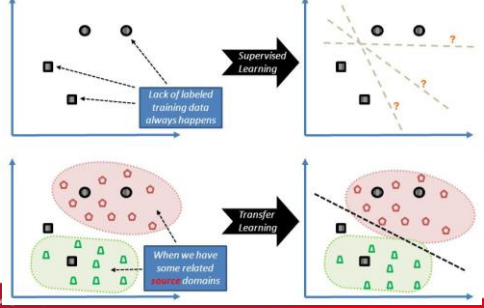 Supervised
Learning
?
?
?
Lack of labeled
training data
always happens
Transfer
Learning
When we have
some related
source domains